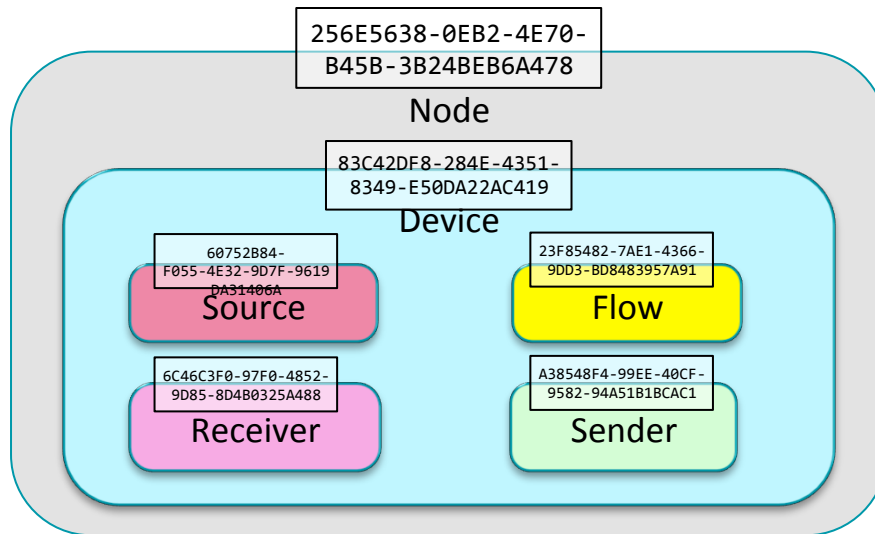 256E5638-0EB2-4E70-
B45B-3B24BEB6A478
Node
83C42DF8-284E-4351-
8349-E50DA22AC419
Device
60752B84-
F055-4E32-9D7F-9619
DA31406A
Source
23F85482-7AE1-4366-
9DD3-BD8483957A91
Flow
6C46C3F0-97F0-4852-
9D85-8D4B0325A488
Receiver
A38548F4-99EE-40CF-
9582-94A51B1BCAC1
Sender